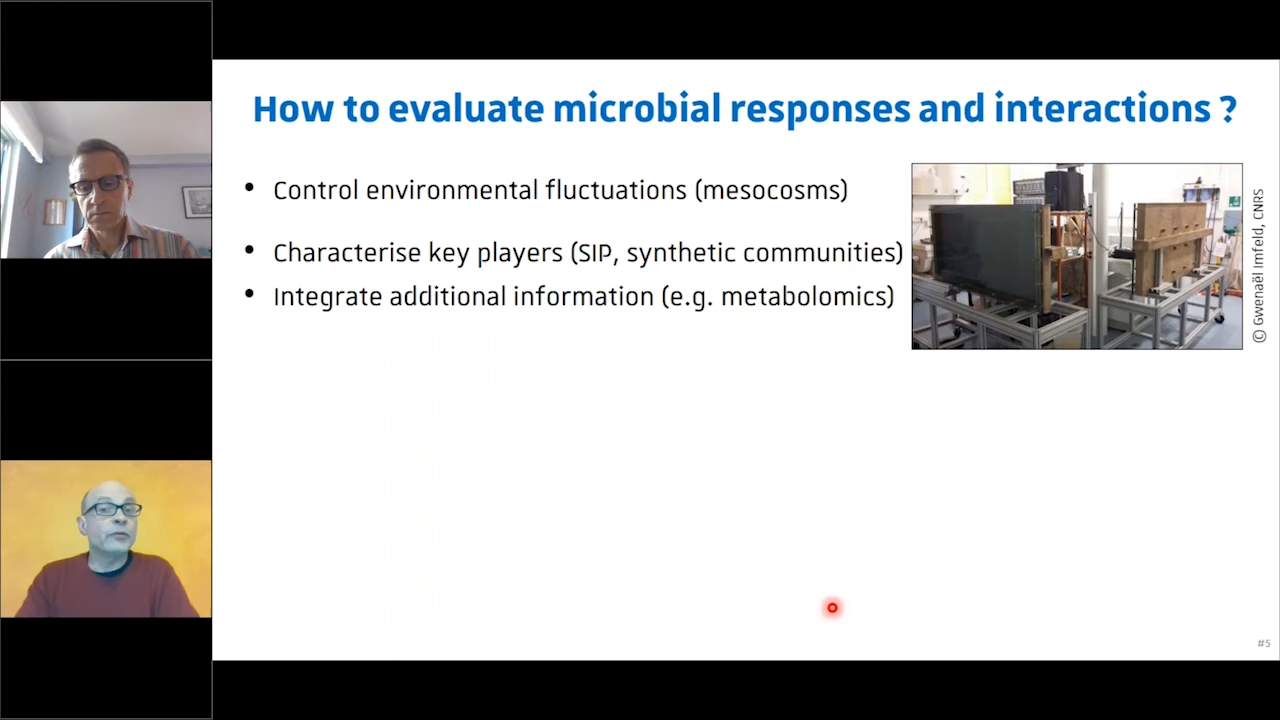 How to evaluate microbial responses and interactions ?
• Control environmental fluctuations (mesocosms)
• Characterise key players (SIP, synthetic communities)
• Integrate additional information (e.g. metabolomics)
© Gwenaël Imfeld, CNRS
#5